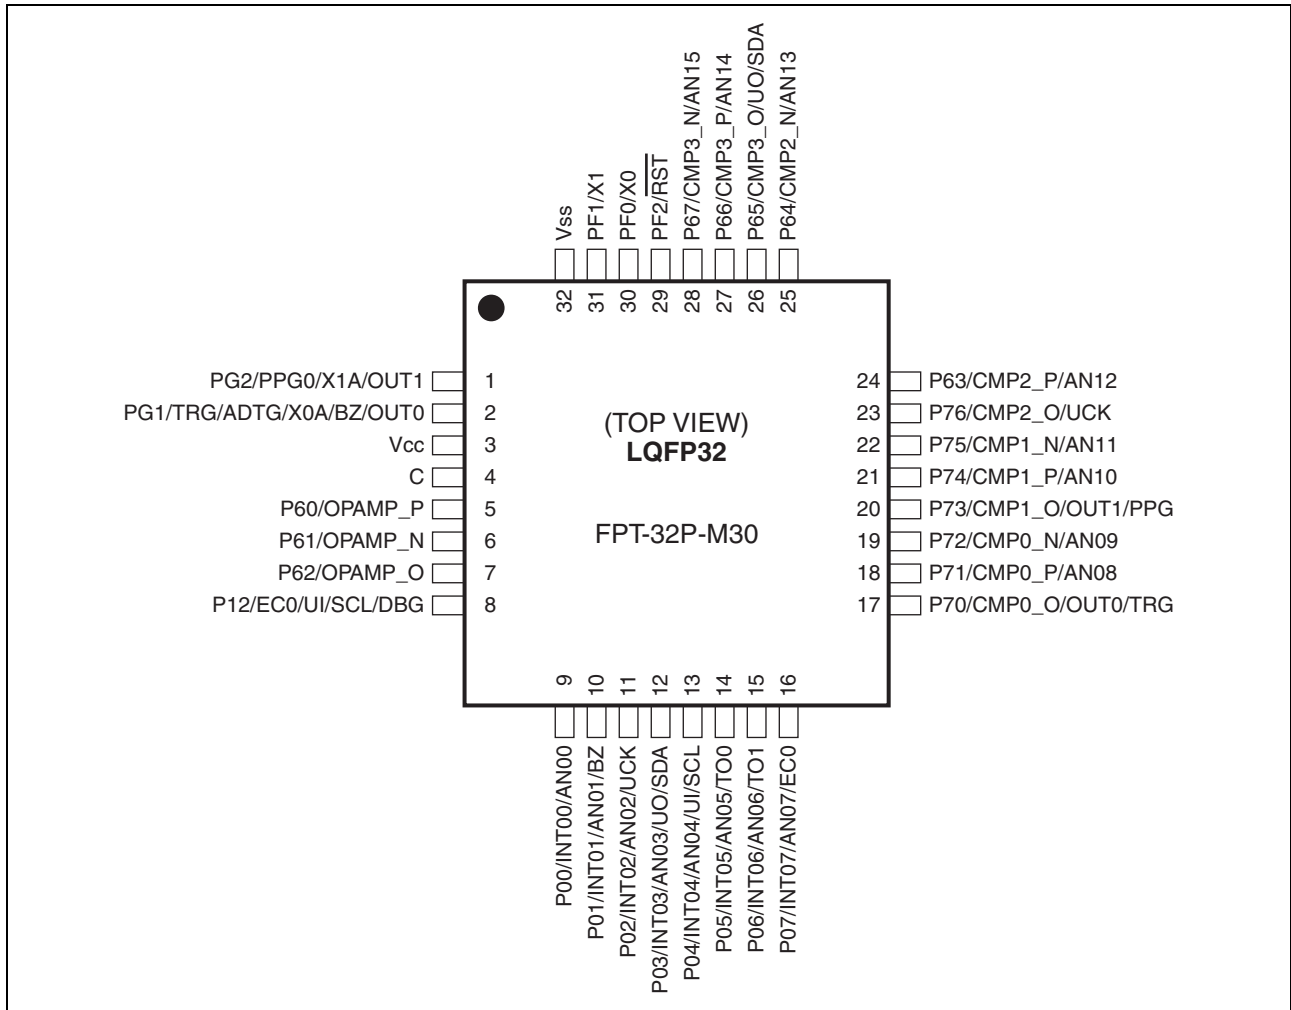 Vss
PF1/X1
PF0/X0
PF2/RST
P67/CMP3_N/AN15
P66/CMP3_P/AN14
P65/CMP3_O/UO/SDA
P64/CMP2_N/AN13
32
31
30
29
28
27
26
25
PG2/PPG0/X1A/OUT1 1
PG1/TRG/ADTG/X0A/BZ/OUT0 2
Vcc 3
C 4
P60/OPAMP_P 5
P61/OPAMP_N 6
P62/OPAMP_O 7
P12/EC0/UI/SCL/DBG 8
(TOP VIEW)
LQFP32
FPT-32P-M30
24 P63/CMP2_P/AN12
23 P76/CMP2_O/UCK
22 P75/CMP1_N/AN11
21 P74/CMP1_P/AN10
20 P73/CMP1_O/OUT1/PPG
19 P72/CMP0_N/AN09
18 P71/CMP0_P/AN08
17 P70/CMP0_O/OUT0/TRG
9
10
11
12
13
14
15
16
P00/INT00/AN00
P01/INT01/AN01/BZ
P02/INT02/AN02/UCK
P03/INT03/AN03/UO/SDA
P04/INT04/AN04/UI/SCL
P05/INT05/AN05/TO0
P06/INT06/AN06/TO1
P07/INT07/AN07/EC0